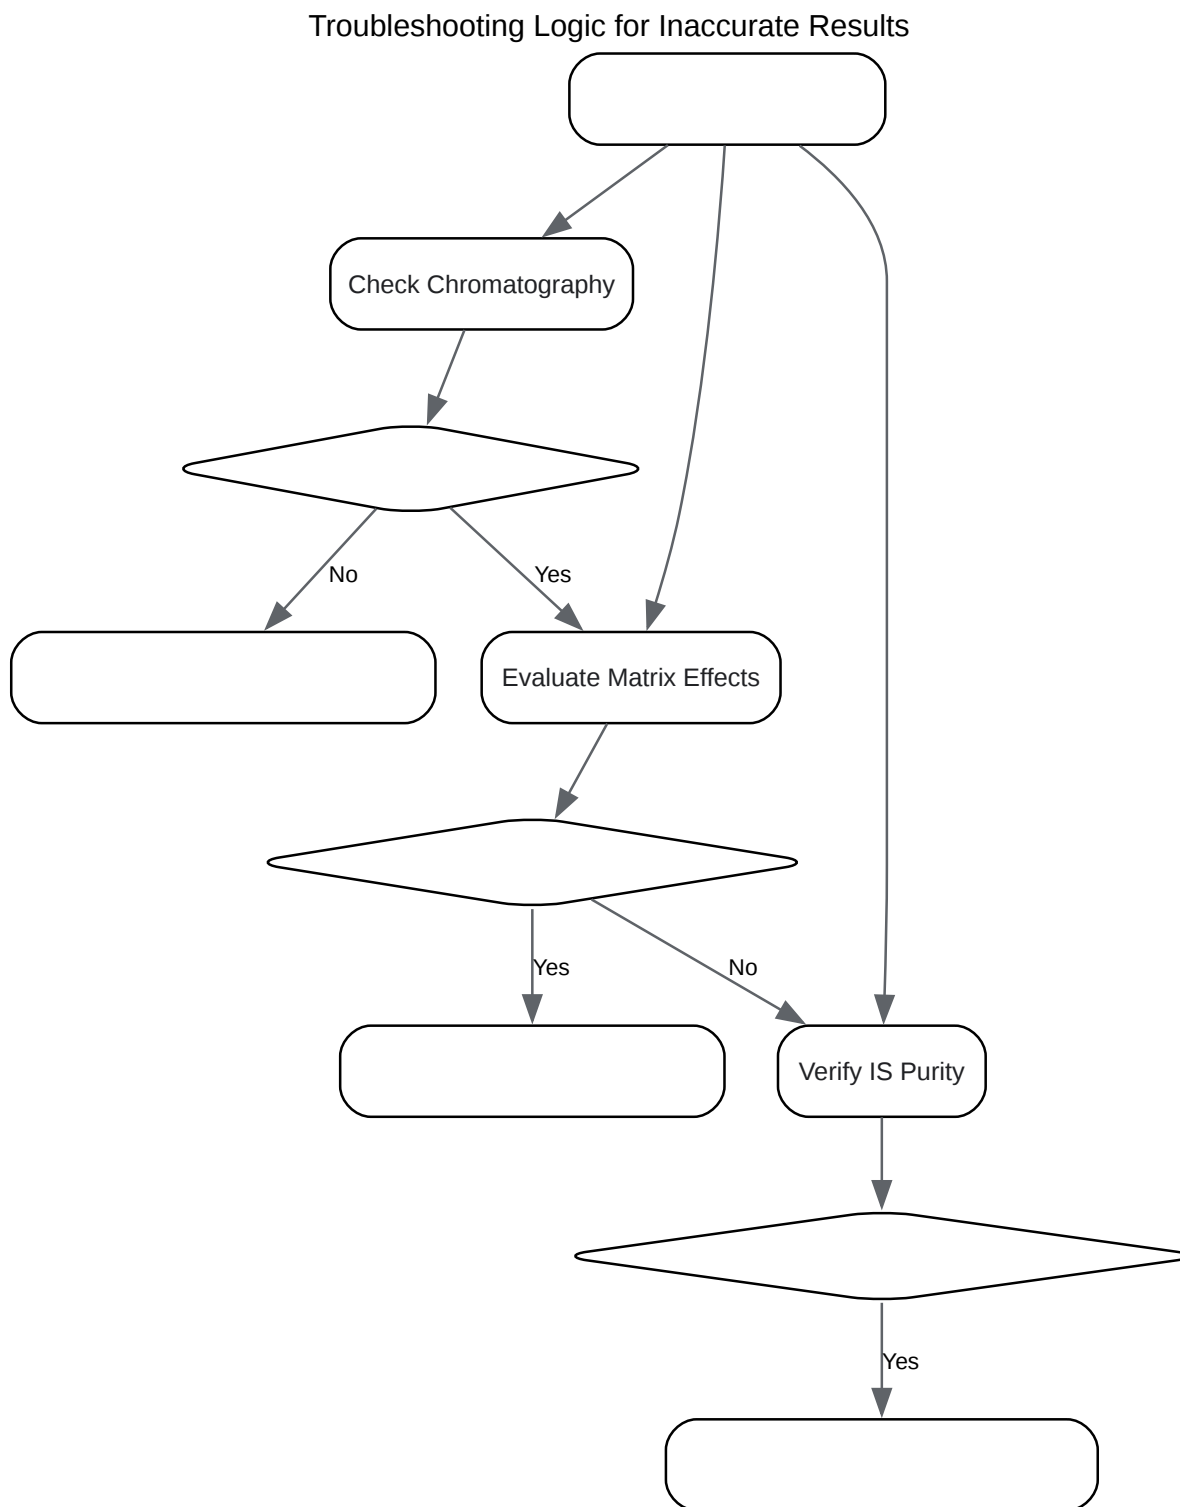 Troubleshooting Logic for Inaccurate Results
Check Chromatography
No
Yes
Evaluate Matrix Effects
Yes
No
Verify IS Purity
Yes